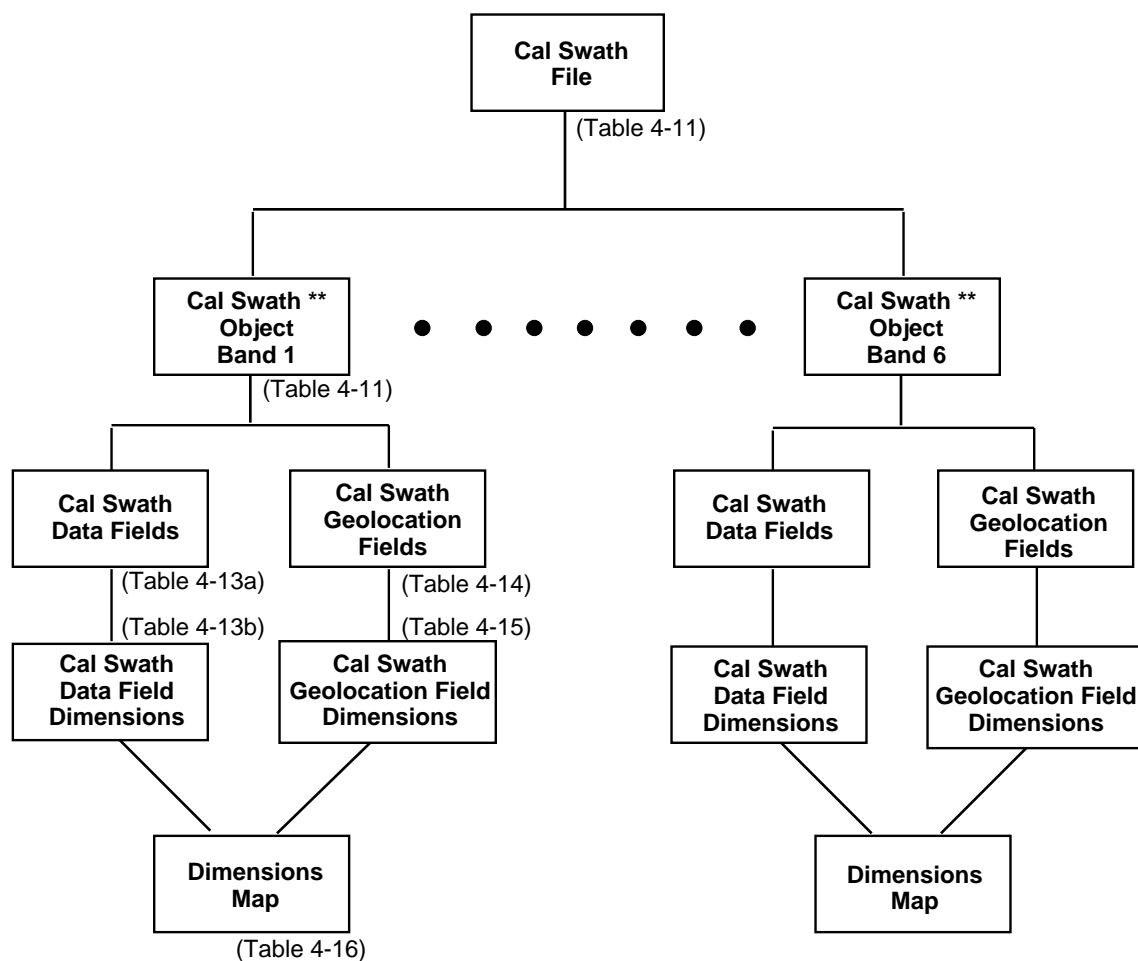 Cal Swath
File
(Table 4-11)
Cal Swath **
Object
Band 1
(Table 4-11)
Cal Swath **
Object
Band 6
Cal Swath
Data Fields
(Table 4-13a)
Cal Swath
Geolocation
Fields
(Table 4-14)
Cal Swath
Data Fields
Cal Swath
Geolocation
Fields
(Table 4-13b)
Cal Swath
Data Field
Dimensions
(Table 4-15)
Cal Swath
Geolocation Field
Dimensions
Cal Swath
Data Field
Dimensions
Cal Swath
Geolocation Field
Dimensions
Dimensions
Map
(Table 4-16)
Dimensions
Map